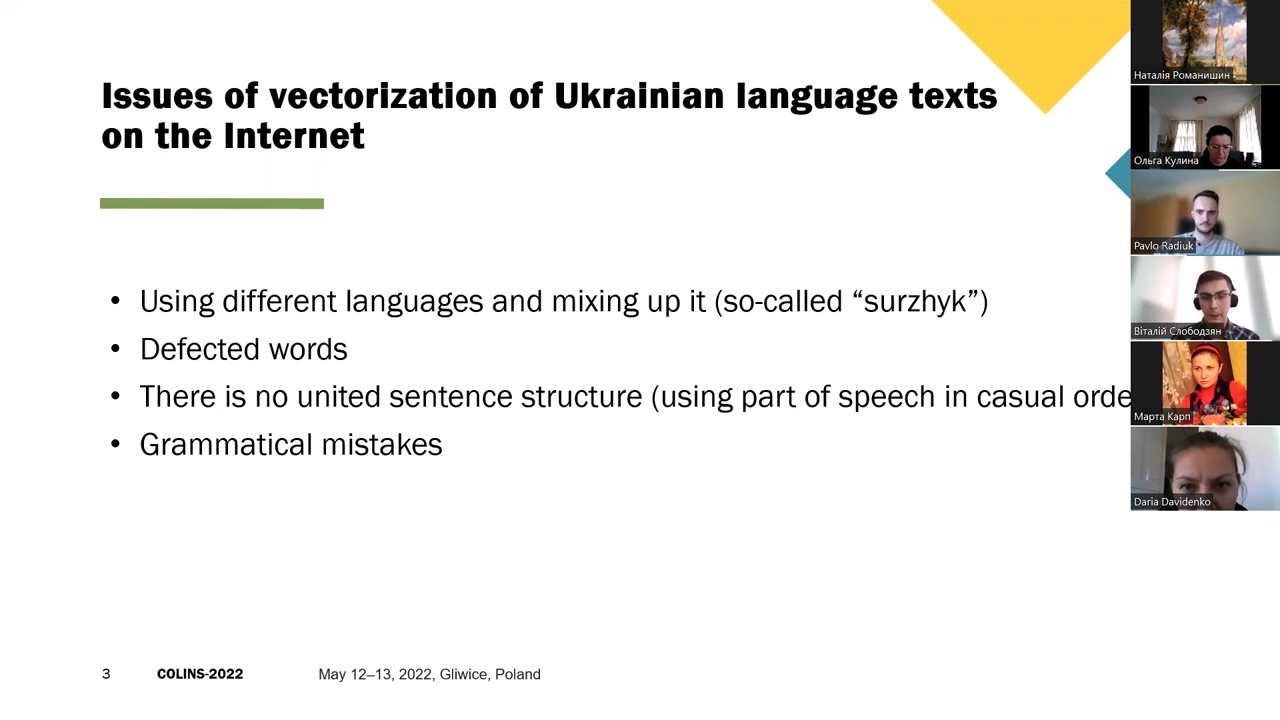 Issues of vectorization of Ukrainian language texts
on the Internet
• Using different languages and mixing up it (so-called “surzhyk”)
• Defected words
• There is no united sentence structure (using part of speech in casual orde
• Grammatical mistakes
3 COLINS-2022 May 12–13, 2022, Gliwice, Poland
Наталія Романишин -
Ольга Кулина
Pavlo Radiuk
Віталій Слободзян
Марта Карп
Daria Davidenko